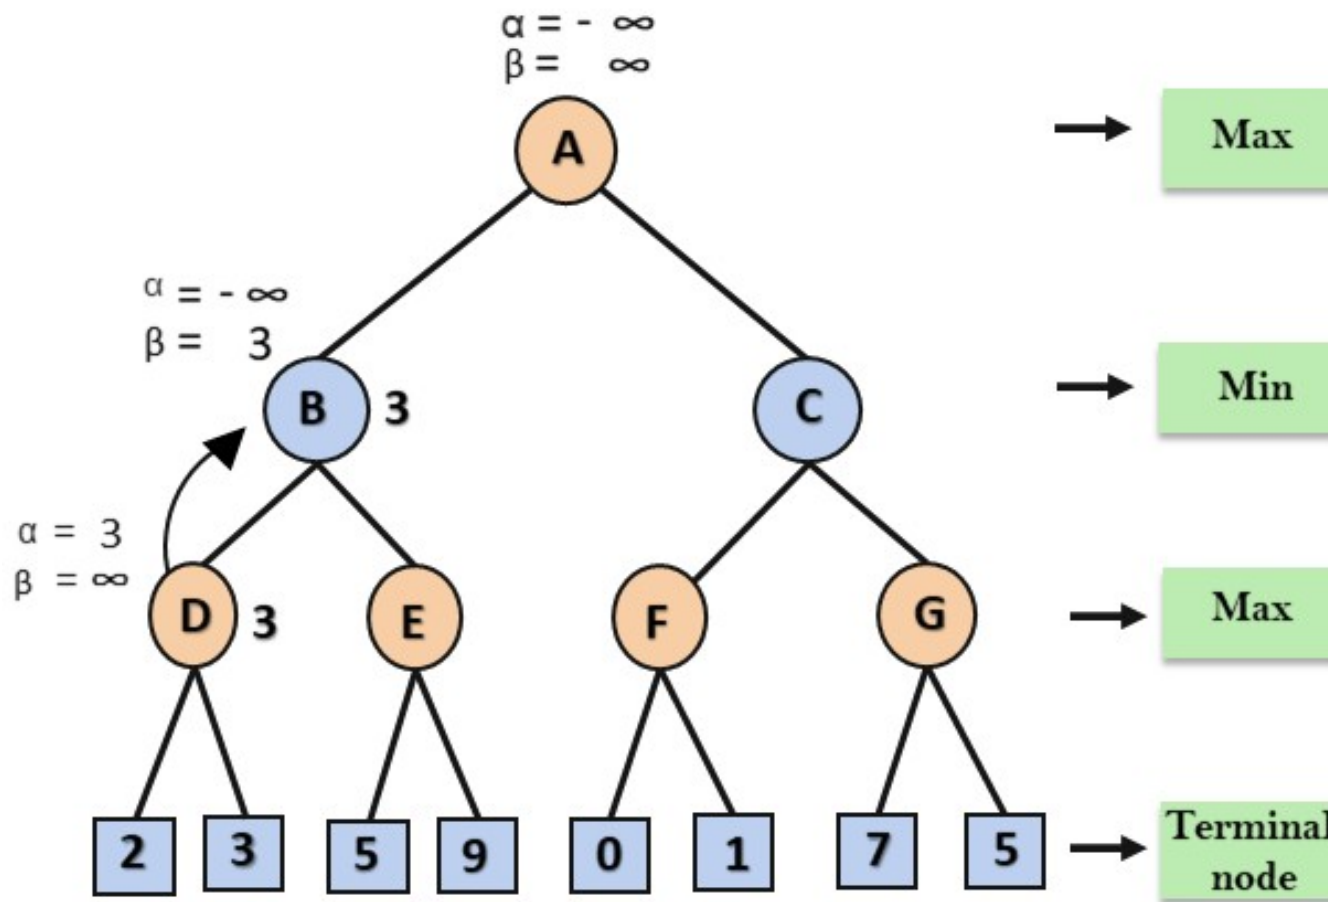 α = - ∞
β = ∞
A
Max
α = - ∞
β = 3
B 3
C
Min
α = 3
β = ∞
D 3
E
F
G
Max
2
3
5
9
0
1
7
5
Terminal
node